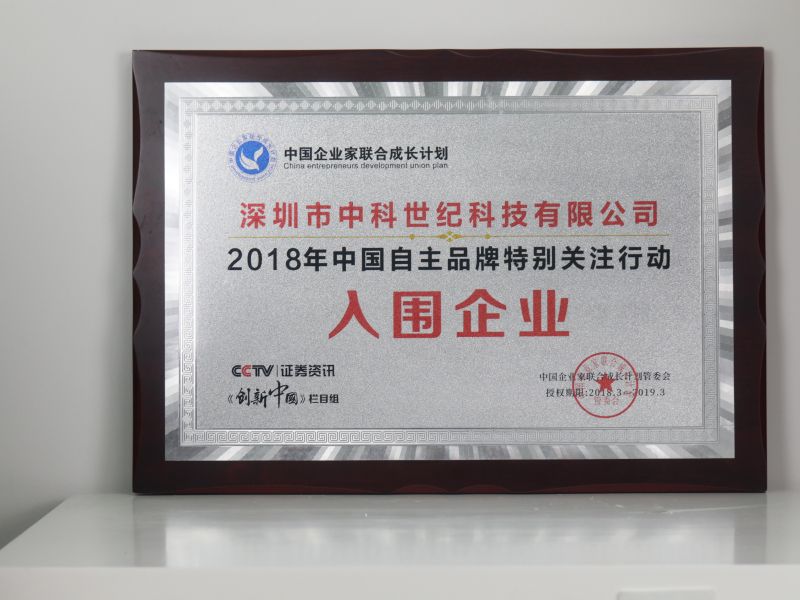 中国企业家联合成长计划
China entrepreneurs development union plan
深圳市中科世纪科技有限公司
2018年中国自主品牌特别关注行动
入围企业
CCTV|证券资讯
《创新中国》栏目组
中国企业家联合成长计划管委会
授权期限:2018.3-2019.3
管委会